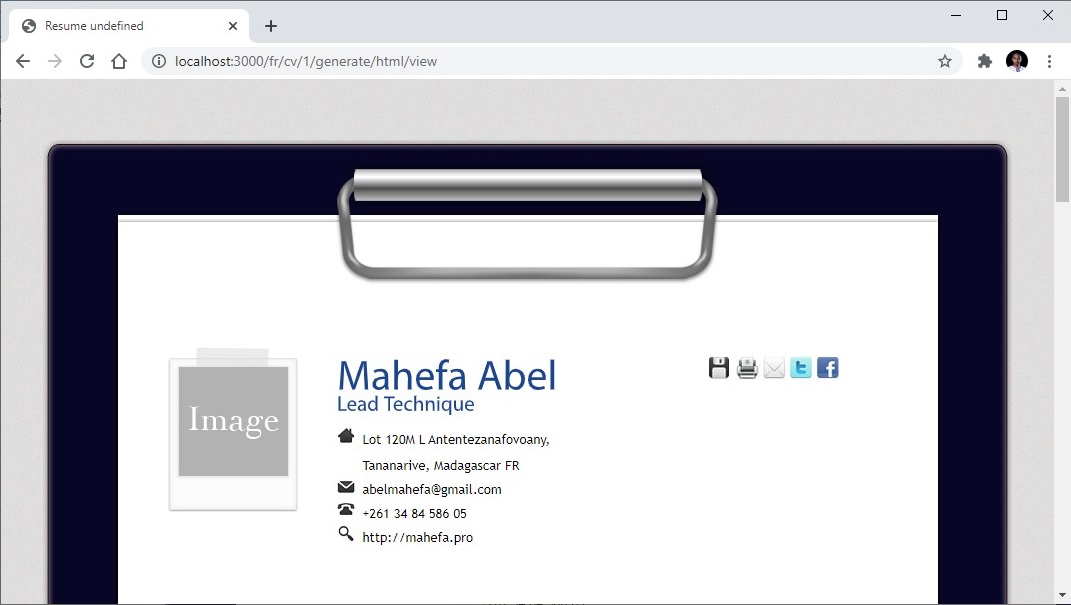 Resume undefined
localhost:3000/fr/cv/1/generate/html/view
Image
Mahefa Abel
Lead Technique
Lot 120M L Antentezanafovoany,
Tananarive, Madagascar FR
abelmahefa@gmail.com
+261 34 84 586 05
http://mahefa.pro